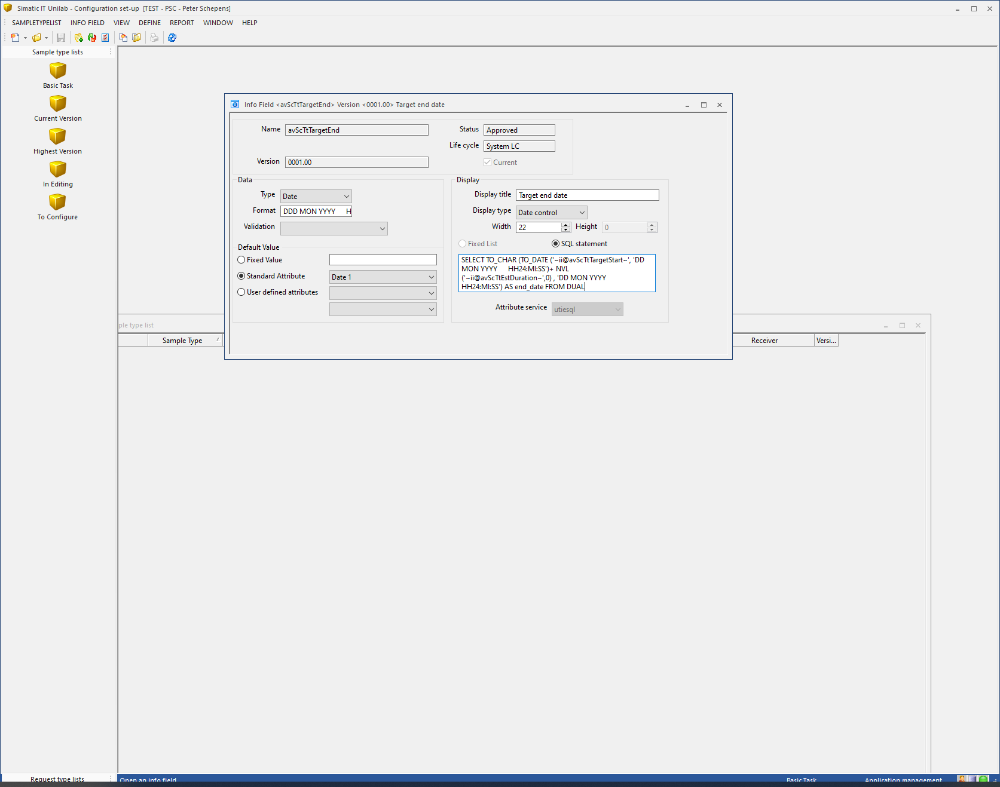 Simatic IT Unilab - Configuration set-up  [TEST - PSC - Peter Schepens]
SAMPLETYPELIST INFO FIELD VIEW DEFINE REPORT WINDOW HELP
Sample type lists
Basic Task
Current Version
Highest Version
In Editing
To Configure
Info Field <avScTtTargetEnd> Version <0001.00> Target end date
Name avScTtTargetEnd Status Approved
Life cycle System LC
Version 0001.00 Current
Data
Type Date
Format DDD MON YYYY      H
Validation
Default Value
Fixed Value
Standard Attribute Date 1
User defined attributes
Display
Display title Target end date
Display type Date control
Width 22 Height 0
Fixed List SQL statement
SELECT TO_CHAR (TO_DATE ('~ii@avScTtTargetStart~', 'DD
MON YYYY      HH24:MI:SS')+ NVL
('~ii@avScTtEstDuration~',0) , 'DD MON YYYY
HH24:MI:SS') AS end_date FROM DUAL
Attribute service utiesql
ple type list
Sample Type Receiver Versi...
Request type lists
Open an info field Basic Task Application management